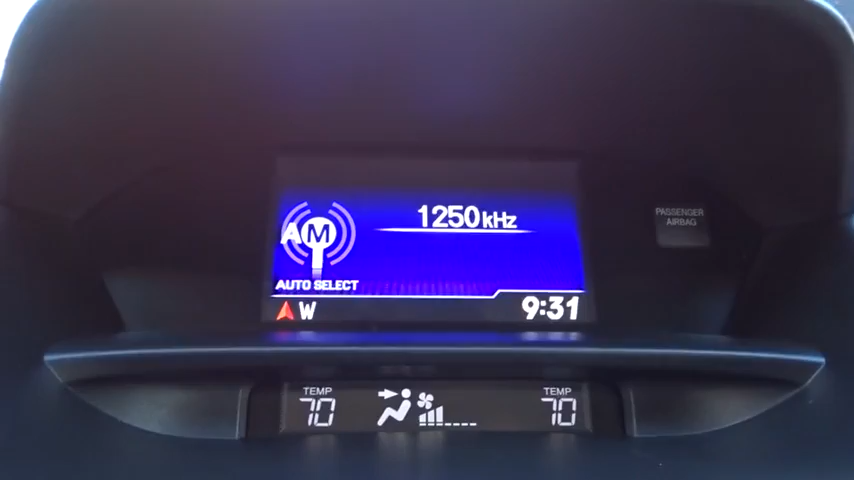 1250 kHz
AM
AUTO SELECT
W
9:31
PASSENGER
AIRBAG
TEMP
70
TEMP
70